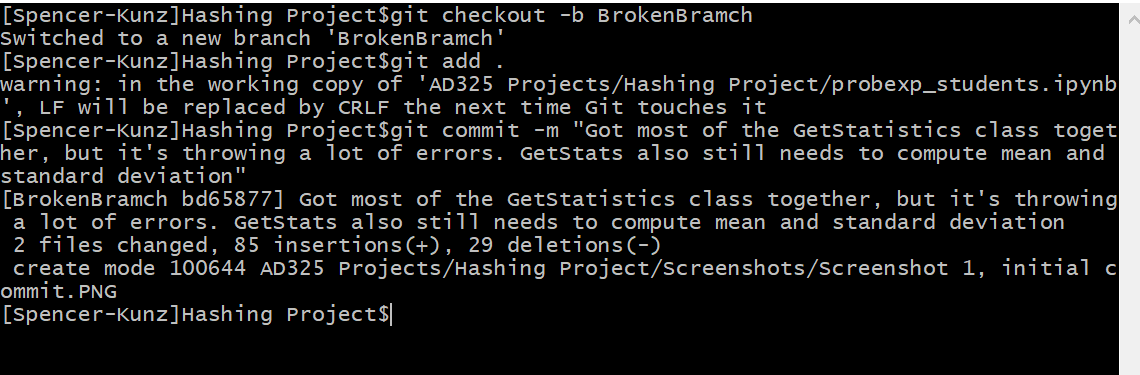 [Spencer-Kunz]Hashing Project$git checkout -b BrokenBramch
Switched to a new branch 'BrokenBramch'
[Spencer-Kunz]Hashing Project$git add .
warning: in the working copy of 'AD325 Projects/Hashing Project/probexp_students.ipynb
', LF will be replaced by CRLF the next time Git touches it
[Spencer-Kunz]Hashing Project$git commit -m "Got most of the GetStatistics class toget
her, but it's throwing a lot of errors. GetStats also still needs to compute mean and
standard deviation"
[BrokenBramch bd65877] Got most of the GetStatistics class together, but it's throwing
 a lot of errors. GetStats also still needs to compute mean and standard deviation
 2 files changed, 85 insertions(+), 29 deletions(-)
 create mode 100644 AD325 Projects/Hashing Project/Screenshots/Screenshot 1, initial c
ommit.PNG
[Spencer-Kunz]Hashing Project$